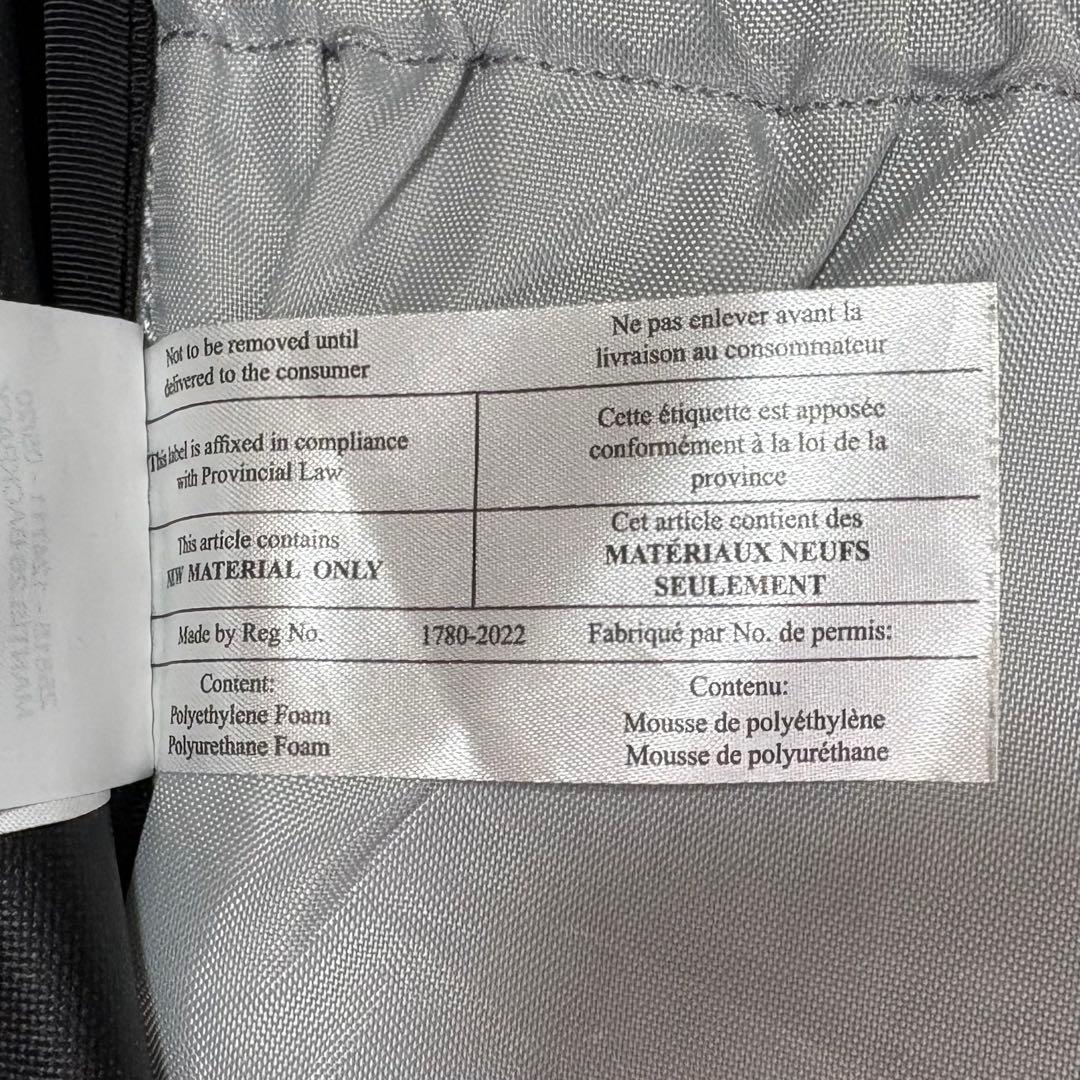 Not to be removed until
delivered to the consumer
Ne pas enlever avant la
livraison au consommateur
This label is affixed in compliance
with Provincial Law
Cette étiquette est apposée
conformément à la loi de la
province
This article contains
NEW MATERIAL ONLY
Cet article contient des
MATÉRIAUX NEUFS
SEULEMENT
Made by Reg No. 1780-2022 Fabriqué par No. de permis:
Content:
Polyethylene Foam
Polyurethane Foam
Contenu:
Mousse de polyéthylène
Mousse de polyuréthane